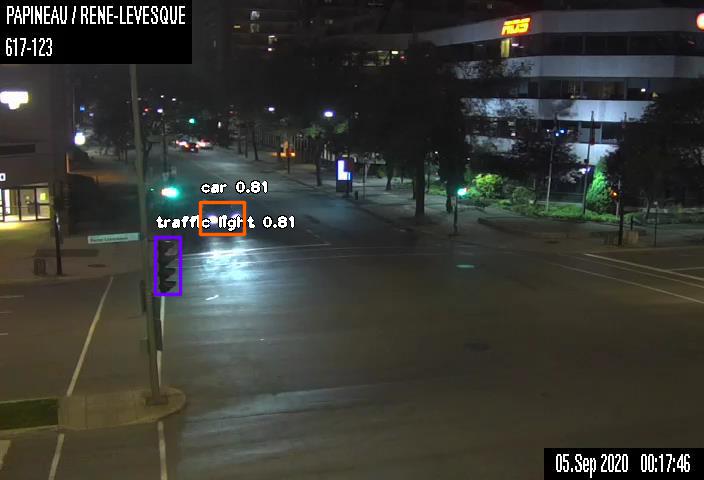 PAPINEAU / RENE-LEVESQUE
617-123
car 0.81
traffic light 0.81
05.Sep 2020 00:17:46